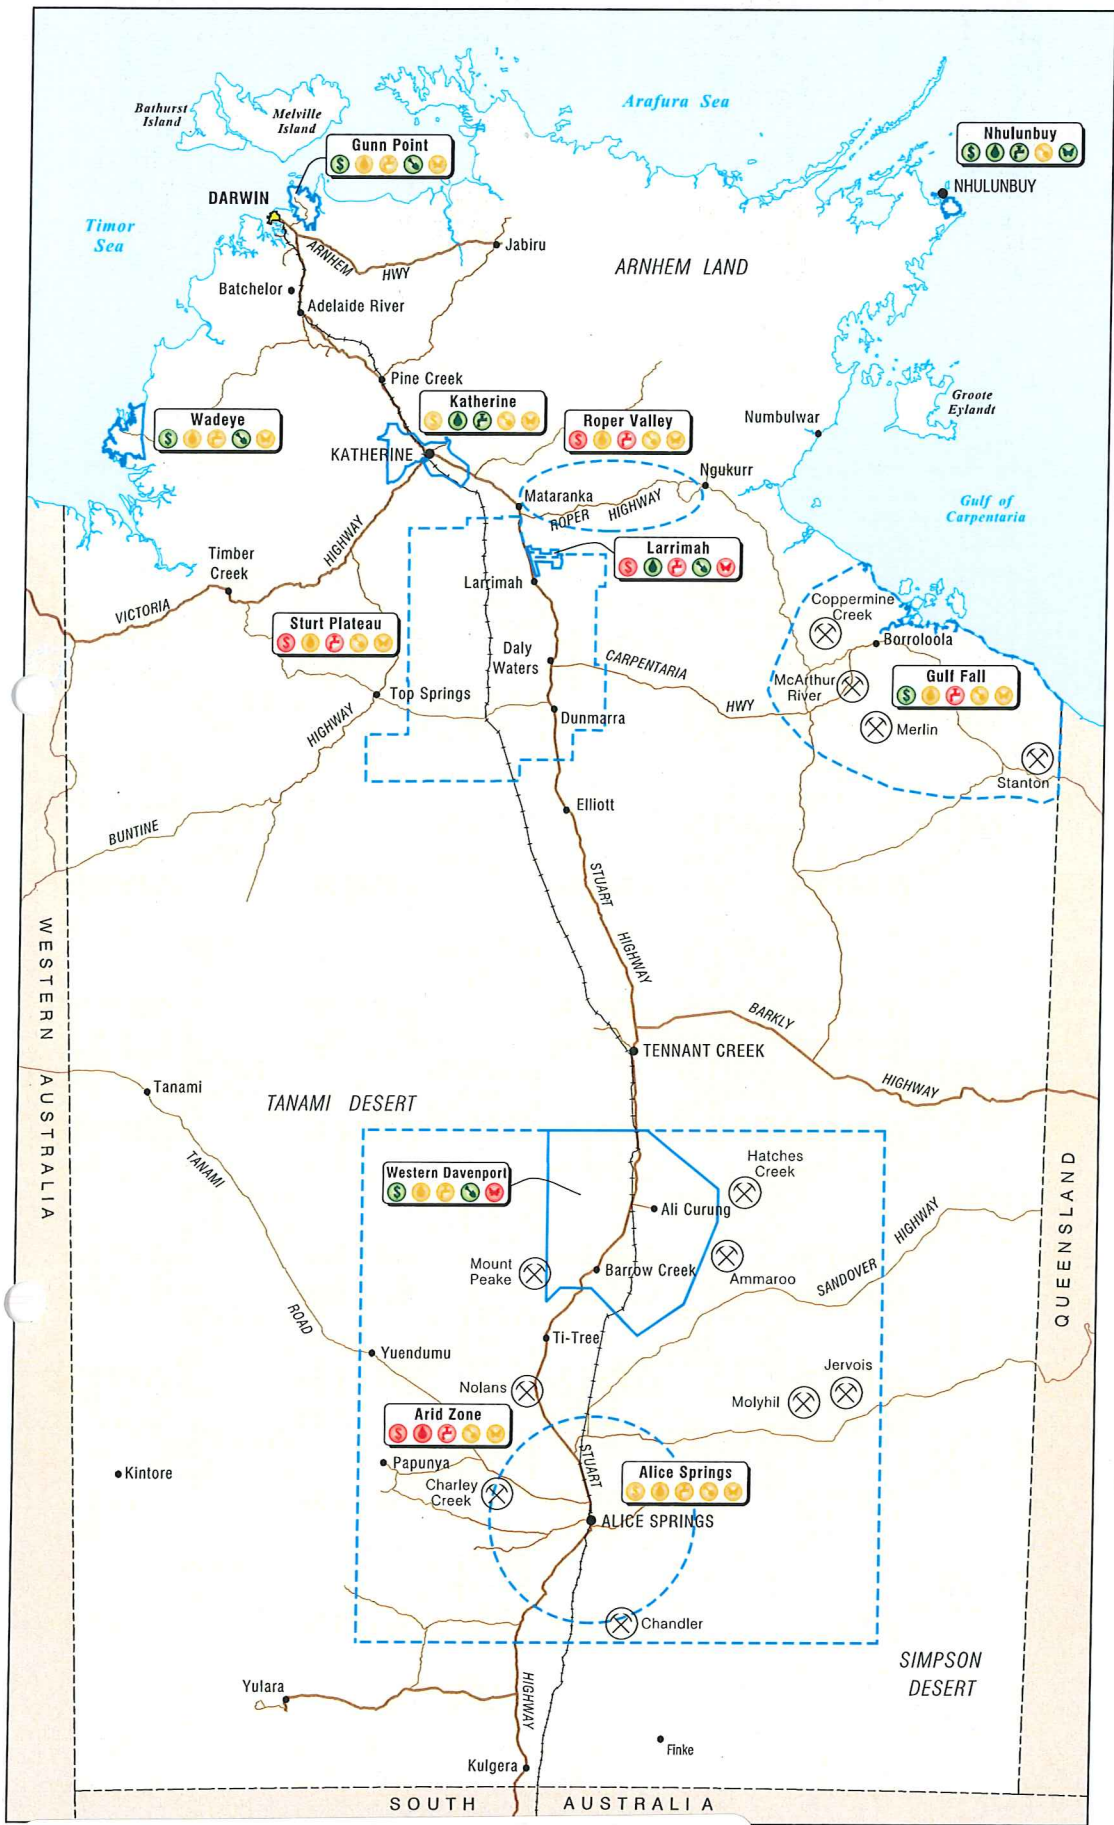 Arafura Sea
Bathurst
Island
Melville
Island
Gunn Point
$
Nhulunbuy
$
NHULUNBUY
DARWIN
Timor
Sea
ARNHEM HWY
Jabiru
ARNHEM LAND
Batchelor
Adelaide River
Pine Creek
Groote
Eylandt
Katherine
$
Wadeye
$
Roper Valley
$
Numbulwar
KATHERINE
Ngukurr
Mataranka
ROPER HIGHWAY
Gulf of
Carpentaria
Larrimah
$
HIGHWAY
Timber
Creek
Larrimah
VICTORIA
Coppermine
Creek
Sturt Plateau
$
Borroloola
Daly
Waters
CARPENTARIA
HWY
McArthur
River
Gulf Fall
$
Top Springs
Dunmarra
HIGHWAY
Merlin
Stanton
Elliott
BUNTINE
STUART
HIGHWAY
WESTERN AUSTRALIA
BARKLY
HIGHWAY
TENNANT CREEK
Tanami
TANAMI DESERT
TANAMI
ROAD
Western Davenport
$
Hatches
Creek
Ali Curung
QUEENSLAND
HIGHWAY
SANDOVER
Mount
Peake
Barrow Creek
Ammaroo
Ti-Tree
Yuendumu
Jervois
Nolans
Molyhil
Arid Zone
$
STUART
Papunya
Kintore
Alice Springs
$
Charley
Creek
ALICE SPRINGS
Chandler
SIMPSON
DESERT
Yulara
HIGHWAY
Finke
Kulgera
SOUTH AUSTRALIA